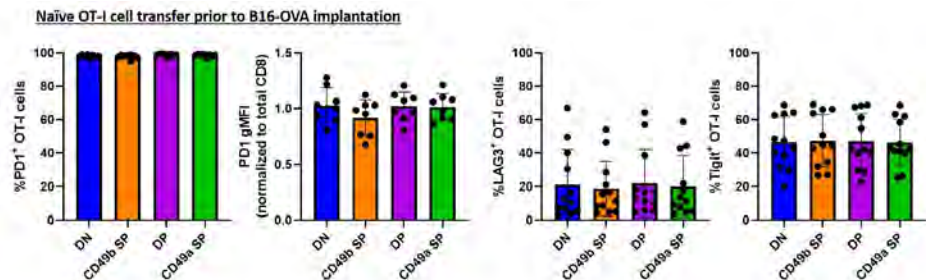 Naïve OT-I cell transfer prior to B16-OVA implantation
%PD1+ OT-I cells
100
80
60
40
20
0
DN
CD49b SP
DP
CD49a SP
PD1 gMFI
(normalized to total CD8)
1.5
1.0
0.5
0.0
DN
CD49b SP
DP
CD49a SP
%LAG3+ OT-I cells
100
80
60
40
20
0
DN
CD49b SP
DP
CD49a SP
%Tigit+ OT-I cells
100
80
60
40
20
0
DN
CD49b SP
DP
CD49a SP